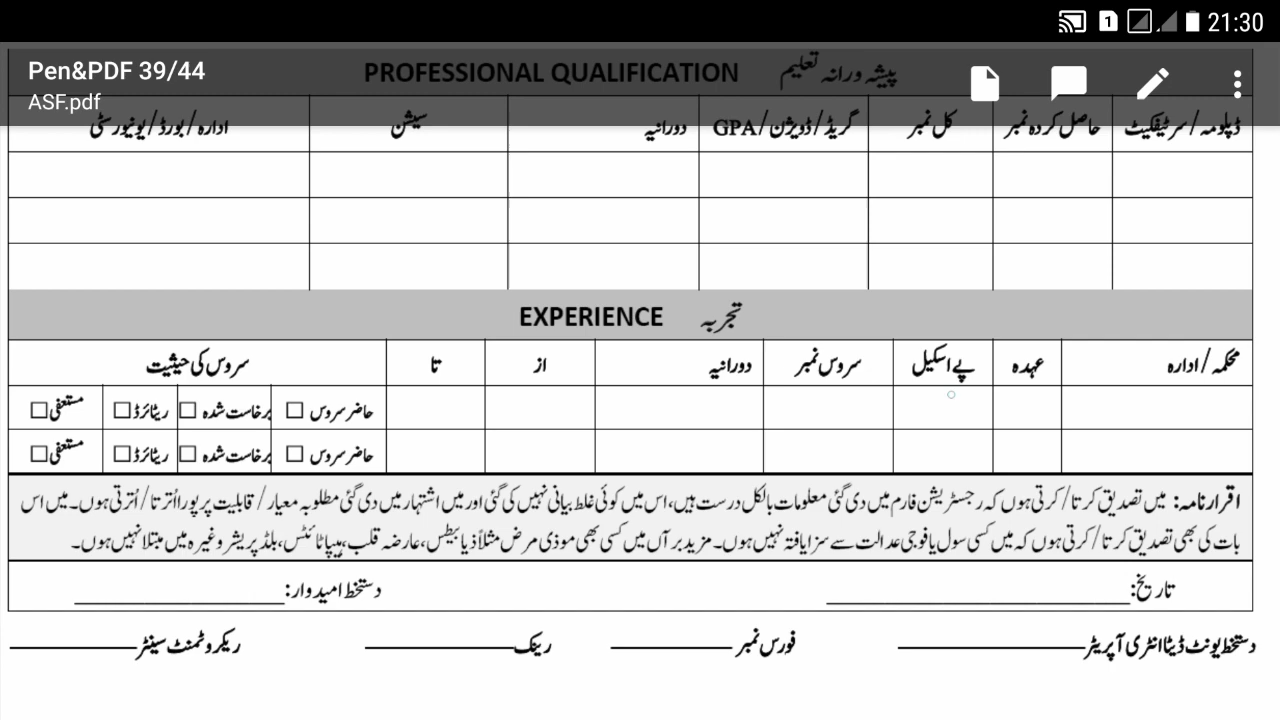 21:30
Pen&PDF 39/44
ASF.pdf
PROFESSIONAL QUALIFICATION پیشہ ورانہ تعلیم
ڈپلومہ/سرٹیفکیٹ حاصل کردہ نمبر کل نمبر گریڈ/ڈویژن/GPA دورانیہ سیشن ادارہ/بورڈ/یونیورسٹی
EXPERIENCE تجربہ
محکمہ/ادارہ عہدہ پے اسکیل سروس نمبر دورانیہ از تا سروس کی حیثیت
حاضر سروس ☐ برخاست شدہ ☐ ریٹائرڈ ☐ مستعفی ☐
حاضر سروس ☐ برخاست شدہ ☐ ریٹائرڈ ☐ مستعفی ☐
اقرارنامہ: میں تصدیق کرتا/کرتی ہوں کہ رجسٹریشن فارم میں دی گئی معلومات بالکل درست ہیں، اس میں کوئی غلط بیانی نہیں کی گئی اور میں اشتہار میں دی گئی مطلوبہ معیار/قابلیت پر پورا اُترتا/اُترتی ہوں۔ میں اس
بات کی بھی تصدیق کرتا/کرتی ہوں کہ میں کسی سول یا فوجی عدالت سے سزا یافتہ نہیں ہوں۔ مزید برآں میں کسی بھی موذی مرض مثلاً ذیابیطس، عارضہ قلب، ہیپاٹائٹس، بلڈ پریشر وغیرہ میں مبتلا نہیں ہوں۔
تاریخ: دستخط امیدوار:
دستخط یونٹ ڈیٹا انٹری آپریٹر فورس نمبر رینک ریکروٹمنٹ سینٹر